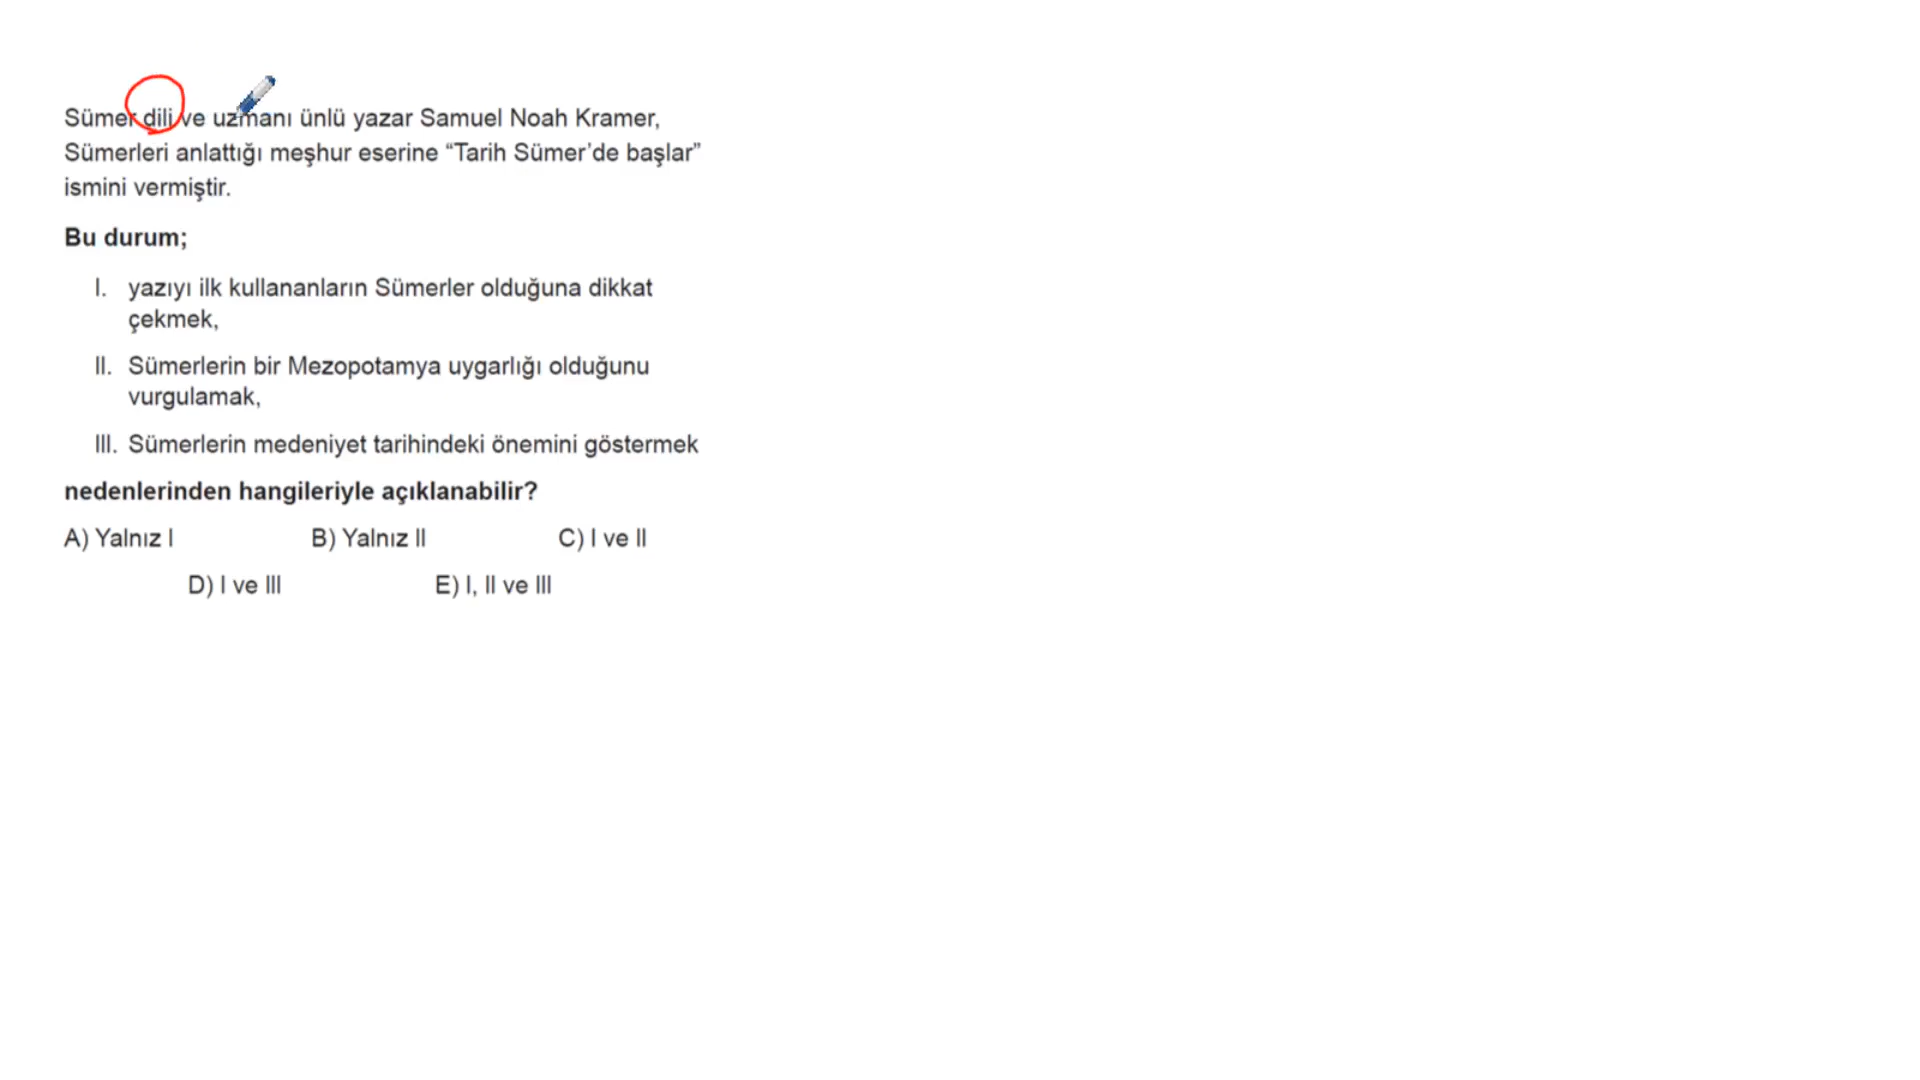 Sümer dili ve uzmanı ünlü yazar Samuel Noah Kramer,
Sümerleri anlattığı meşhur eserine “Tarih Sümer’de başlar”
ismini vermiştir.
Bu durum;
I. yazıyı ilk kullananların Sümerler olduğuna dikkat
çekmek,
II. Sümerlerin bir Mezopotamya uygarlığı olduğunu
vurgulamak,
III. Sümerlerin medeniyet tarihindeki önemini göstermek
nedenlerinden hangileriyle açıklanabilir?
A) Yalnız I B) Yalnız II C) I ve II
D) I ve III E) I, II ve III